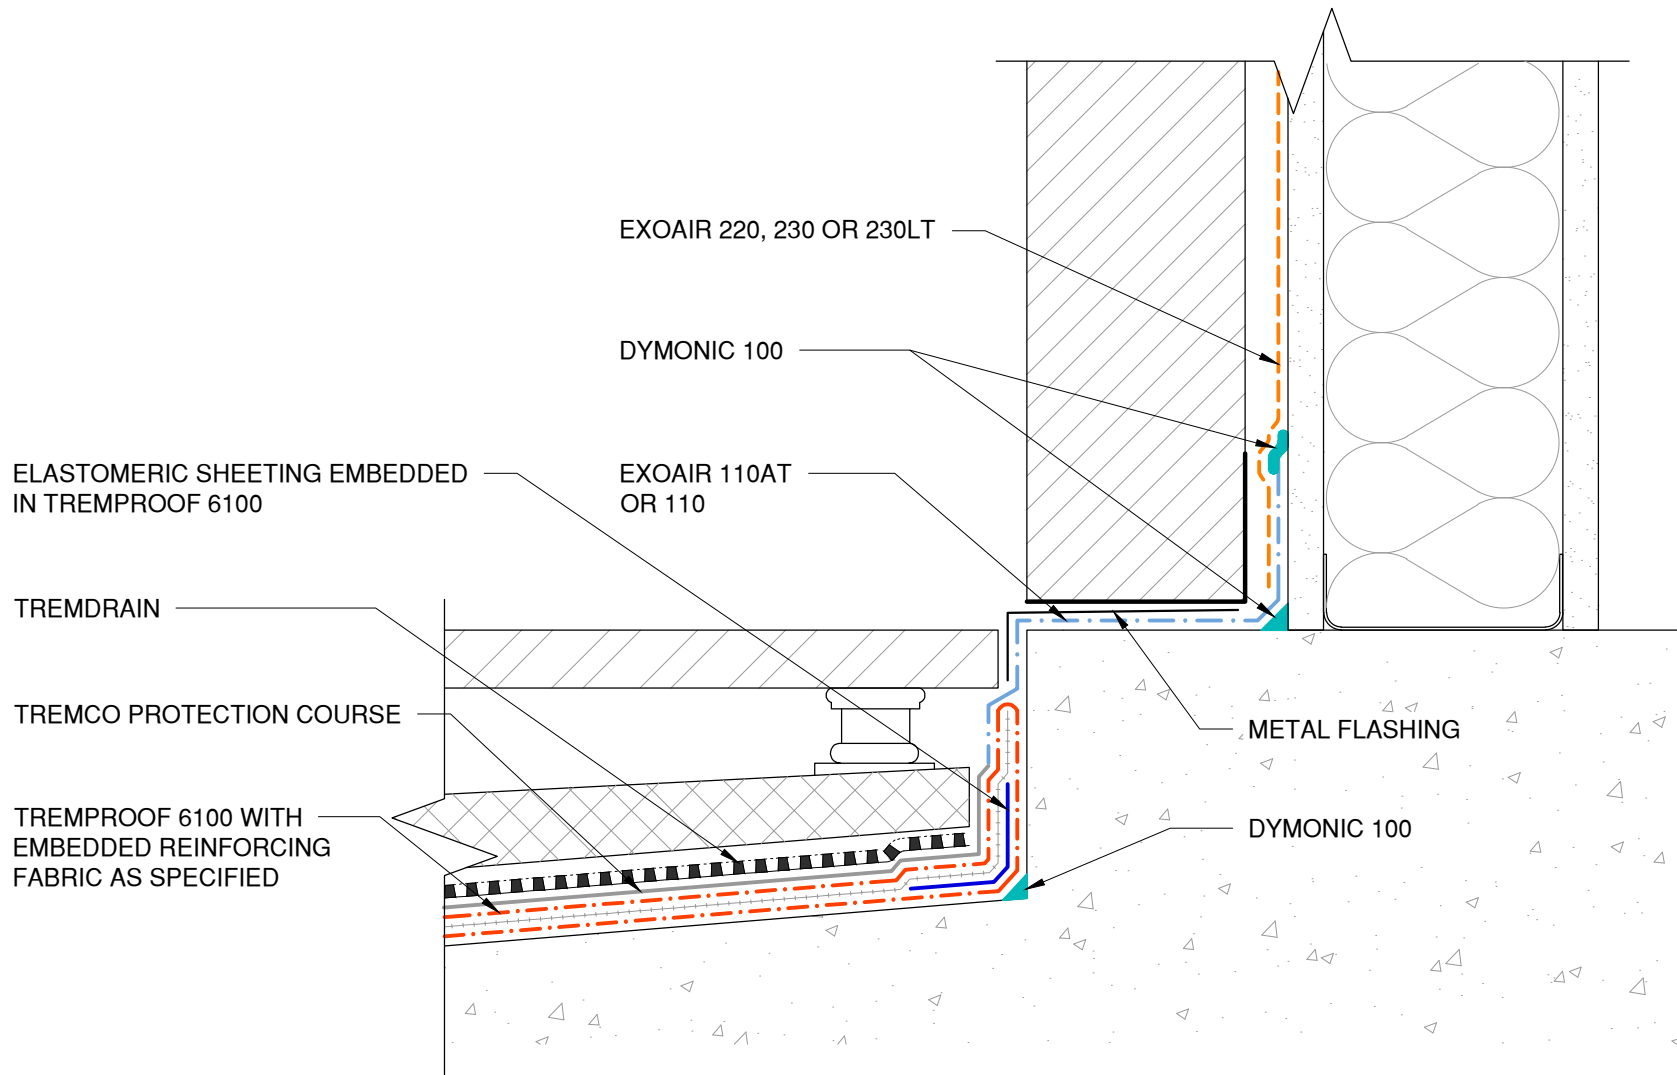 EXOAIR 220, 230 OR 230LT
DYMONIC 100
ELASTOMERIC SHEETING EMBEDDED
IN TREMPROOF 6100
EXOAIR 110AT
OR 110
TREMDRAIN
TREMCO PROTECTION COURSE
METAL FLASHING
TREMPROOF 6100 WITH
EMBEDDED REINFORCING
FABRIC AS SPECIFIED
DYMONIC 100